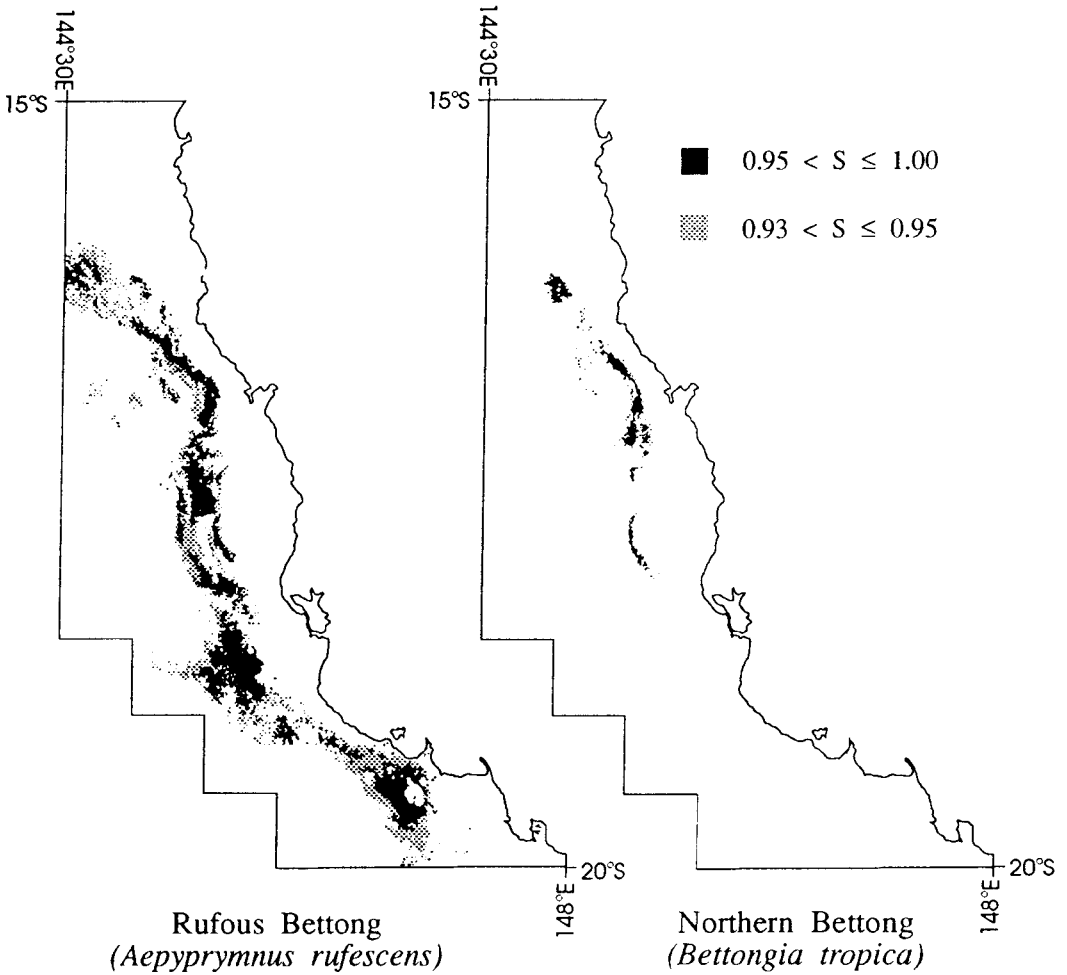 144°30E
15°S
144°30E
15°S
0.95 < S ≤ 1.00
0.93 < S ≤ 0.95
20°S
148°E
20°S
148°E
Rufous Bettong
(Aepyprymnus rufescens)
Northern Bettong
(Bettongia tropica)